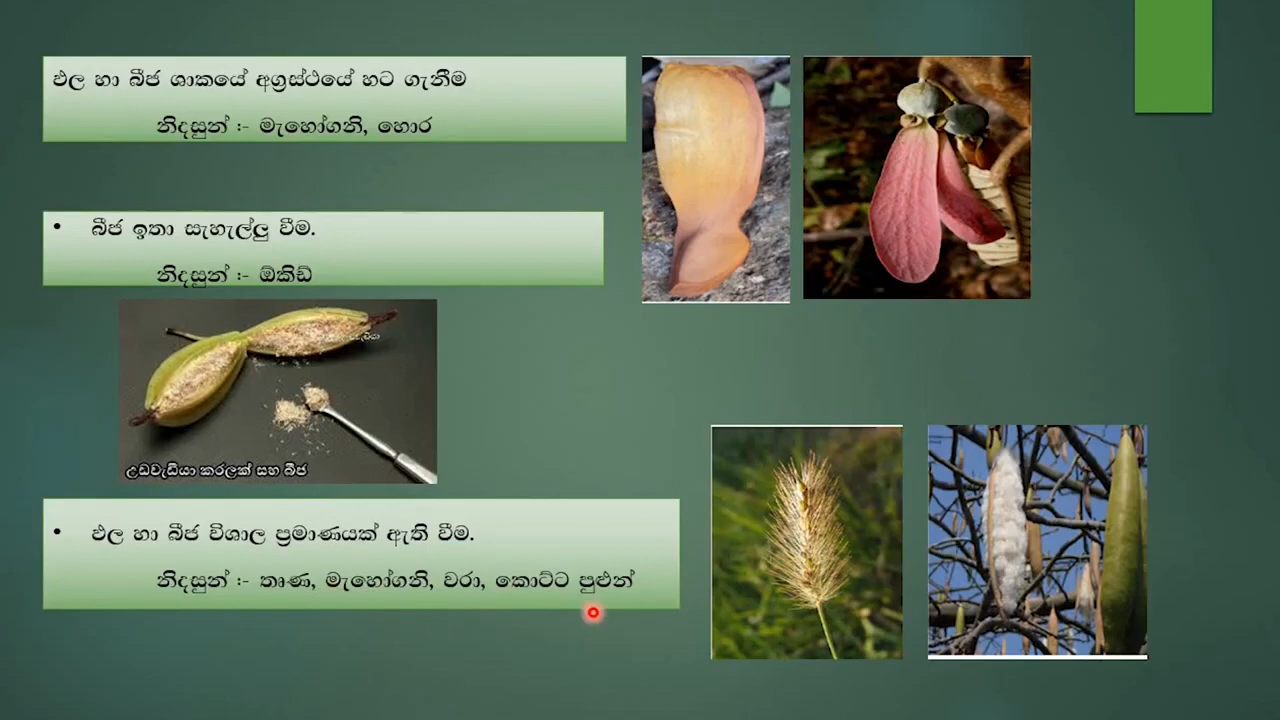 ඵල හා බීජ ශාකයේ අග්‍රස්ථයේ හට ගැනීම
නිදසුන් :- මැහෝගනි, හොර
• බීජ ඉතා සැහැල්ලු වීම.
නිදසුන් :- ඕකිඩ්
උඩවැඩියා කරලක් සහ බීජ
• ඵල හා බීජ විශාල ප්‍රමාණයක් ඇති වීම.
නිදසුන් :- තෘණ, මැහෝගනි, වරා, කොට්ට පුළුන්